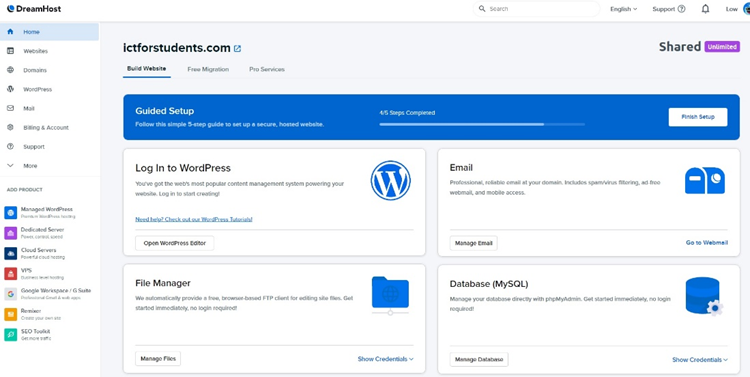 DreamHost
Search
English
Support
Low
Home
Websites
Domains
WordPress
Mail
Billing & Account
Support
More
ADD PRODUCT
Managed WordPress
Premium WordPress hosting
Dedicated Server
Power, control, speed
Cloud Servers
Powerful cloud hosting
VPS
Business level hosting
Google Workspace / G Suite
Professional Email & web apps
Remixer
Create your own site
SEO Toolkit
Get more traffic
ictforstudents.com
Shared Unlimited
Build Website
Free Migration
Pro Services
Guided Setup
Follow this simple 5-step guide to set up a secure, hosted website.
4/5 Steps Completed
Finish Setup
Log In to WordPress
You've got the web's most popular content management system powering your
website. Log in to start creating!
Need help? Check out our WordPress Tutorials!
Open WordPress Editor
Email
Professional, reliable email at your domain. Includes spam/virus filtering, ad-free
webmail, and mobile access.
Manage Email
Go to Webmail
File Manager
We automatically provide a free, browser-based FTP client for editing site files. Get
started immediately, no login required!
Manage Files
Show Credentials
Database (MySQL)
Manage your database directly with phpMyAdmin. Get started immediately, no login
required!
Manage Database
Show Credentials